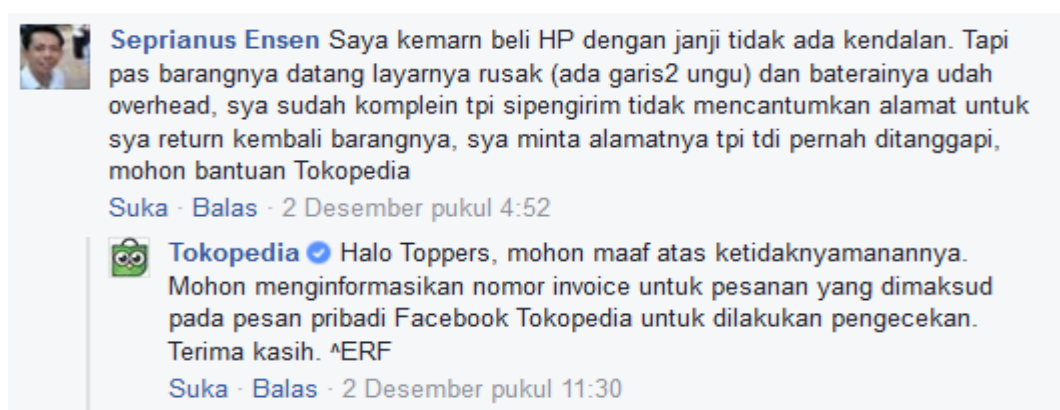 Seprianus Ensen Saya kemarn beli HP dengan janji tidak ada kendalan. Tapi
pas barangnya datang layarnya rusak (ada garis2 ungu) dan baterainya udah
overhead, sya sudah komplein tpi sipengirim tidak mencantumkan alamat untuk
sya return kembali barangnya, sya minta alamatnya tpi tdi pernah ditanggapi,
mohon bantuan Tokopedia
Suka · Balas · 2 Desember pukul 4:52
Tokopedia Halo Toppers, mohon maaf atas ketidaknyamanannya.
Mohon menginformasikan nomor invoice untuk pesanan yang dimaksud
pada pesan pribadi Facebook Tokopedia untuk dilakukan pengecekan.
Terima kasih. ^ERF
Suka · Balas · 2 Desember pukul 11:30